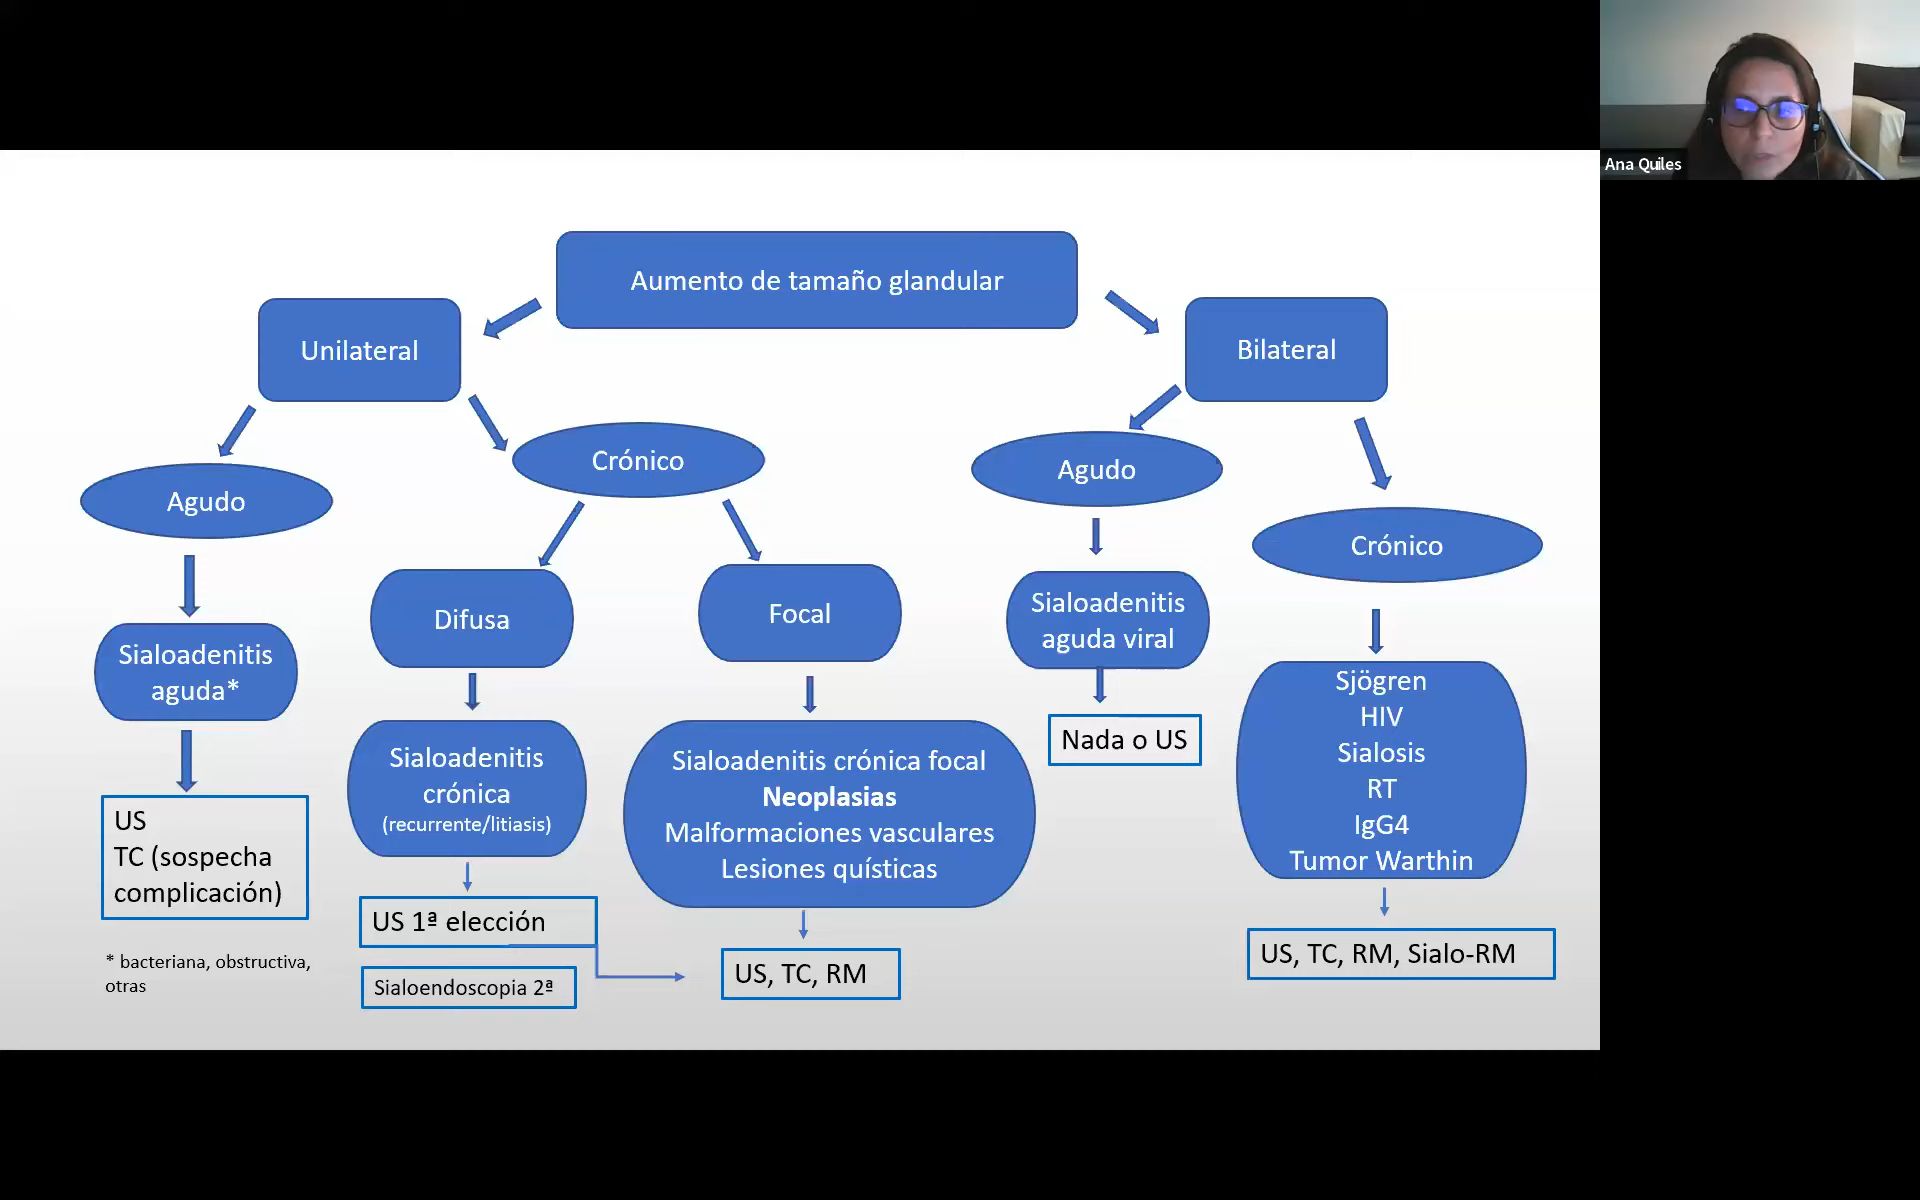 Ana Quiles
Aumento de tamaño glandular
Unilateral
Bilateral
Agudo
Crónico
Agudo
Crónico
Difusa
Focal
Sialoadenitis
aguda viral
Sialoadenitis
aguda*
Sialoadenitis
crónica
(recurrente/litiasis)
Sialoadenitis crónica focal
Neoplasias
Malformaciones vasculares
Lesiones quísticas
Nada o US
Sjögren
HIV
Sialosis
RT
IgG4
Tumor Warthin
US
TC (sospecha
complicación)
US 1ª elección
Sialoendoscopia 2ª
US, TC, RM
US, TC, RM, Sialo-RM
* bacteriana, obstructiva,
otras